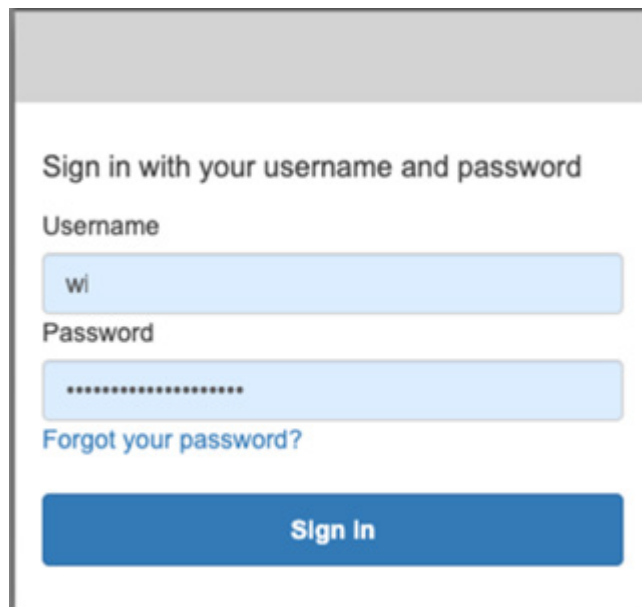 Sign in with your username and password
Username
wi
Password
••••••••••••••••••••
Forgot your password?
Sign in